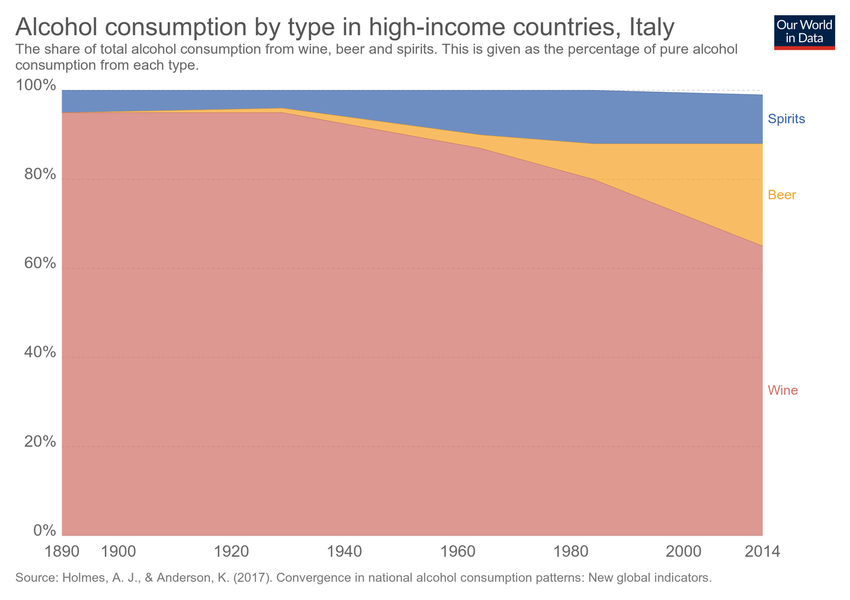 Alcohol consumption by type in high-income countries, Italy
Our World
in Data
The share of total alcohol consumption from wine, beer and spirits. This is given as the percentage of pure alcohol
consumption from each type.
100%
80%
60%
40%
20%
0%
Spirits
Beer
Wine
1890 1900 1920 1940 1960 1980 2000 2014
Source: Holmes, A. J., & Anderson, K. (2017). Convergence in national alcohol consumption patterns: New global indicators.